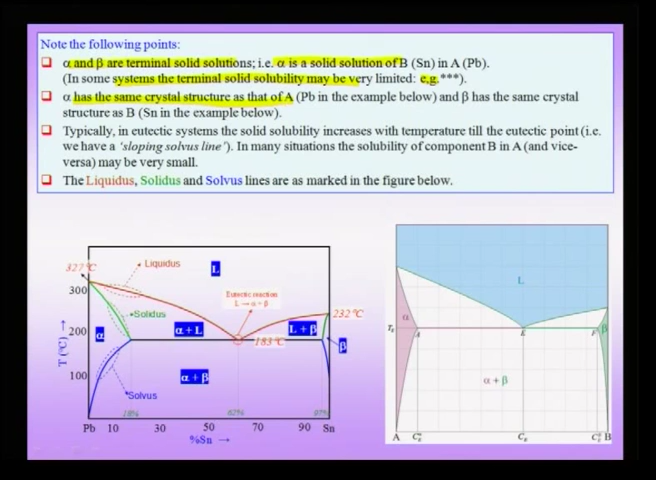 Note the following points:
α and β are terminal solid solutions; i.e. α is a solid solution of B (Sn) in A (Pb).
(In some systems the terminal solid solubility may be very limited: e.g.***).
α has the same crystal structure as that of A (Pb in the example below) and β has the same crystal
structure as B (Sn in the example below).
Typically, in eutectic systems the solid solubility increases with temperature till the eutectic point (i.e.
we have a 'sloping solvus line'). In many situations the solubility of component B in A (and vice-
versa) may be very small.
The Liquidus, Solidus and Solvus lines are as marked in the figure below.
327°C
Liquidus
L
Eutectic reaction
L → α + β
300
Solidus
232°C
200
α
α + L
L + β
183°C
β
T (°C) →
100
α + β
Solvus
18%
62%
97%
Pb 10 30 50 70 90 Sn
%Sn →
L
α
β
A
E
F
α + β
A
B